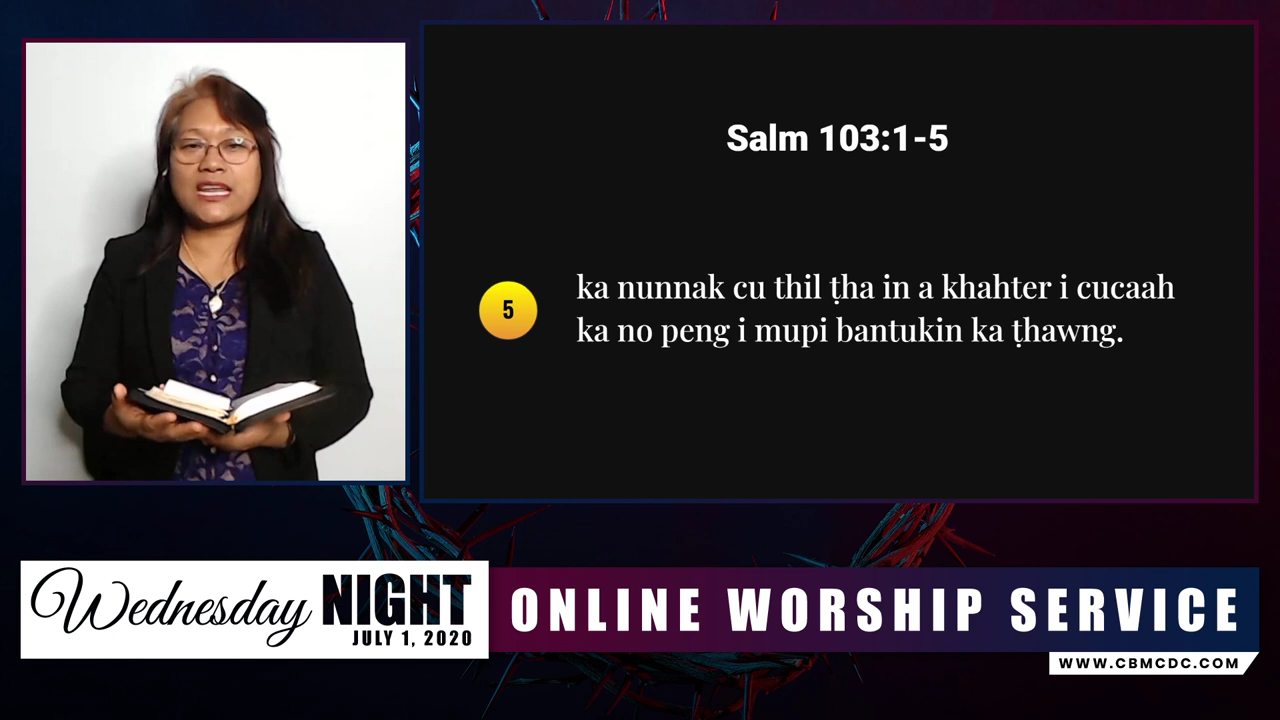 Salm 103:1-5
5
ka nunnak cu thil ṭha in a khahter i cucaah
ka no peng i mupi bantukin ka ṭhawng.
Wednesday NIGHT
JULY 1, 2020
ONLINE WORSHIP SERVICE
WWW.CBMCDC.COM